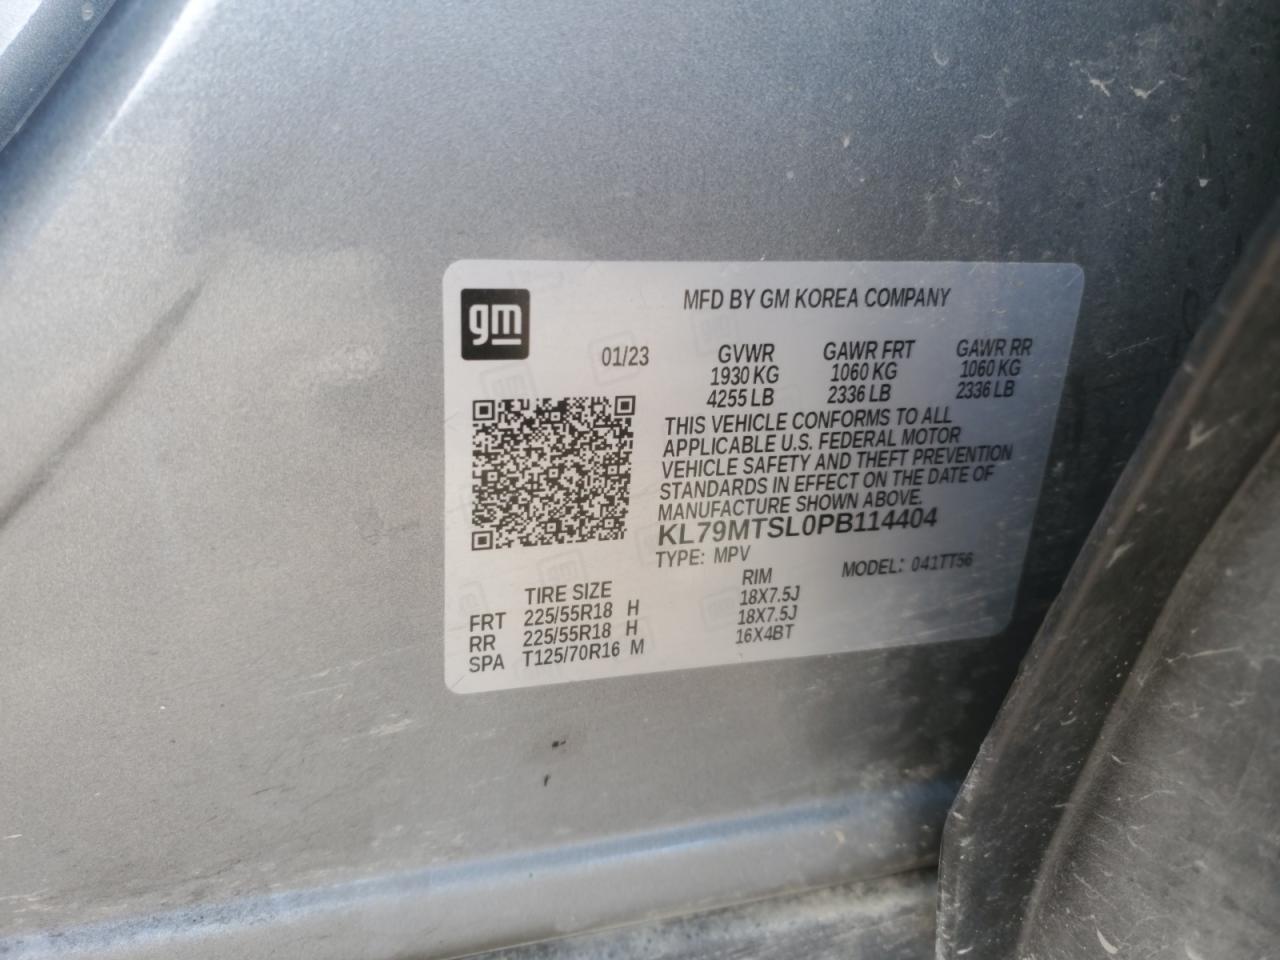 gm
MFD BY GM KOREA COMPANY
01/23 GVWR GAWR FRT GAWR RR
1930 KG 1060 KG 1060 KG
4255 LB 2336 LB 2336 LB
THIS VEHICLE CONFORMS TO ALL
APPLICABLE U.S. FEDERAL MOTOR
VEHICLE SAFETY AND THEFT PREVENTION
STANDARDS IN EFFECT ON THE DATE OF
MANUFACTURE SHOWN ABOVE.
KL79MTSL0PB114404
TYPE: MPV MODEL: 041TT56
TIRE SIZE RIM
FRT 225/55R18 H 18X7.5J
RR 225/55R18 H 18X7.5J
SPA T125/70R16 M 16X4BT